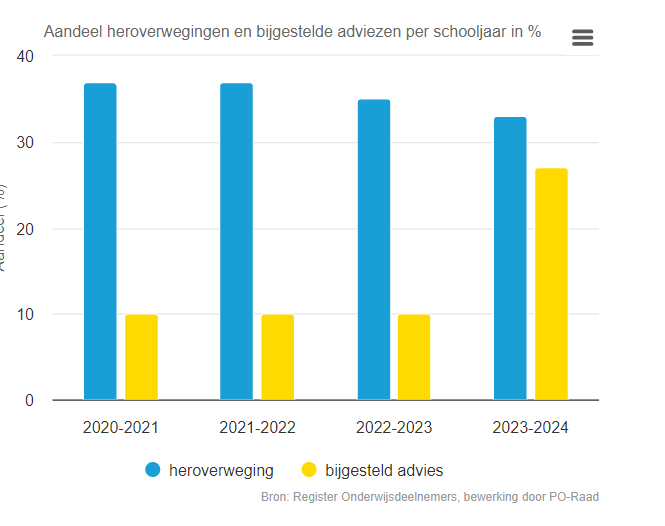 Aandeel heroverwegingen en bijgestelde adviezen per schooljaar in %
40
30
20
10
0
2020-2021
2021-2022
2022-2023
2023-2024
heroverweging
bijgesteld advies
Bron: Register Onderwijsdeelnemers, bewerking door PO-Raad